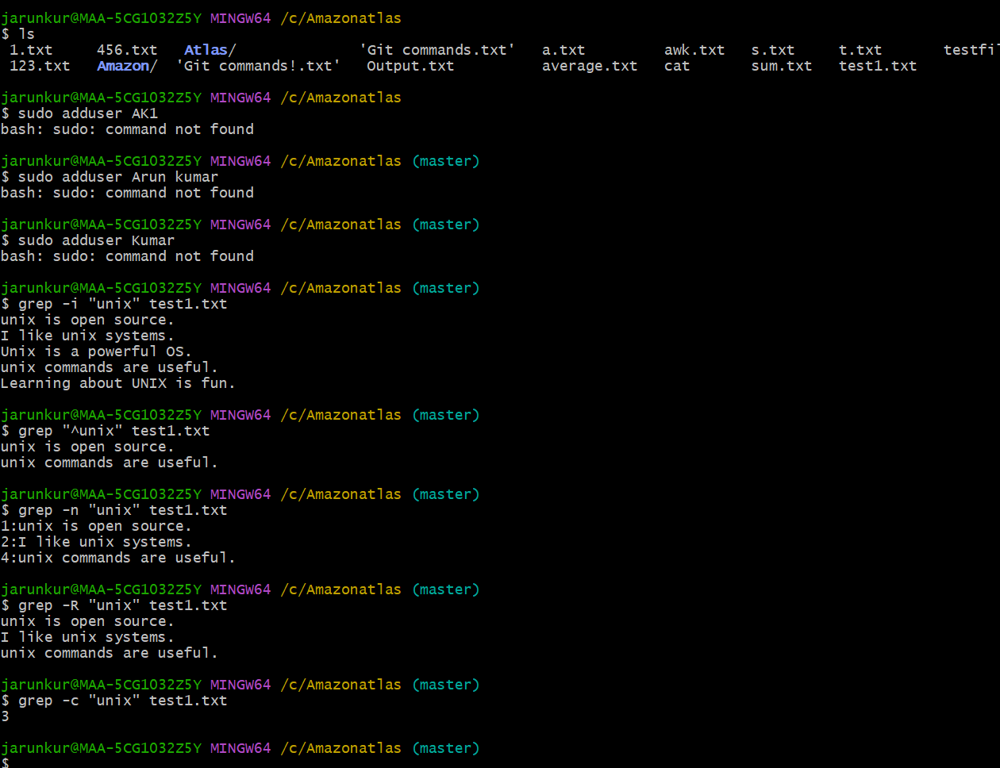 jarunkur@MAA-5CG1032Z5Y MINGW64 /c/Amazonatlas
$ ls
1.txt 456.txt Atlas/ 'Git commands.txt' a.txt awk.txt s.txt t.txt testfil
123.txt Amazon/ 'Git commands!.txt' Output.txt average.txt cat sum.txt test1.txt
jarunkur@MAA-5CG1032Z5Y MINGW64 /c/Amazonatlas
$ sudo adduser AK1
bash: sudo: command not found
jarunkur@MAA-5CG1032Z5Y MINGW64 /c/Amazonatlas (master)
$ sudo adduser Arun kumar
bash: sudo: command not found
jarunkur@MAA-5CG1032Z5Y MINGW64 /c/Amazonatlas (master)
$ sudo adduser Kumar
bash: sudo: command not found
jarunkur@MAA-5CG1032Z5Y MINGW64 /c/Amazonatlas (master)
$ grep -i "unix" test1.txt
unix is open source.
I like unix systems.
Unix is a powerful OS.
unix commands are useful.
Learning about UNIX is fun.
jarunkur@MAA-5CG1032Z5Y MINGW64 /c/Amazonatlas (master)
$ grep "^unix" test1.txt
unix is open source.
unix commands are useful.
jarunkur@MAA-5CG1032Z5Y MINGW64 /c/Amazonatlas (master)
$ grep -n "unix" test1.txt
1:unix is open source.
2:I like unix systems.
4:unix commands are useful.
jarunkur@MAA-5CG1032Z5Y MINGW64 /c/Amazonatlas (master)
$ grep -R "unix" test1.txt
unix is open source.
I like unix systems.
unix commands are useful.
jarunkur@MAA-5CG1032Z5Y MINGW64 /c/Amazonatlas (master)
$ grep -c "unix" test1.txt
3
jarunkur@MAA-5CG1032Z5Y MINGW64 /c/Amazonatlas (master)
$